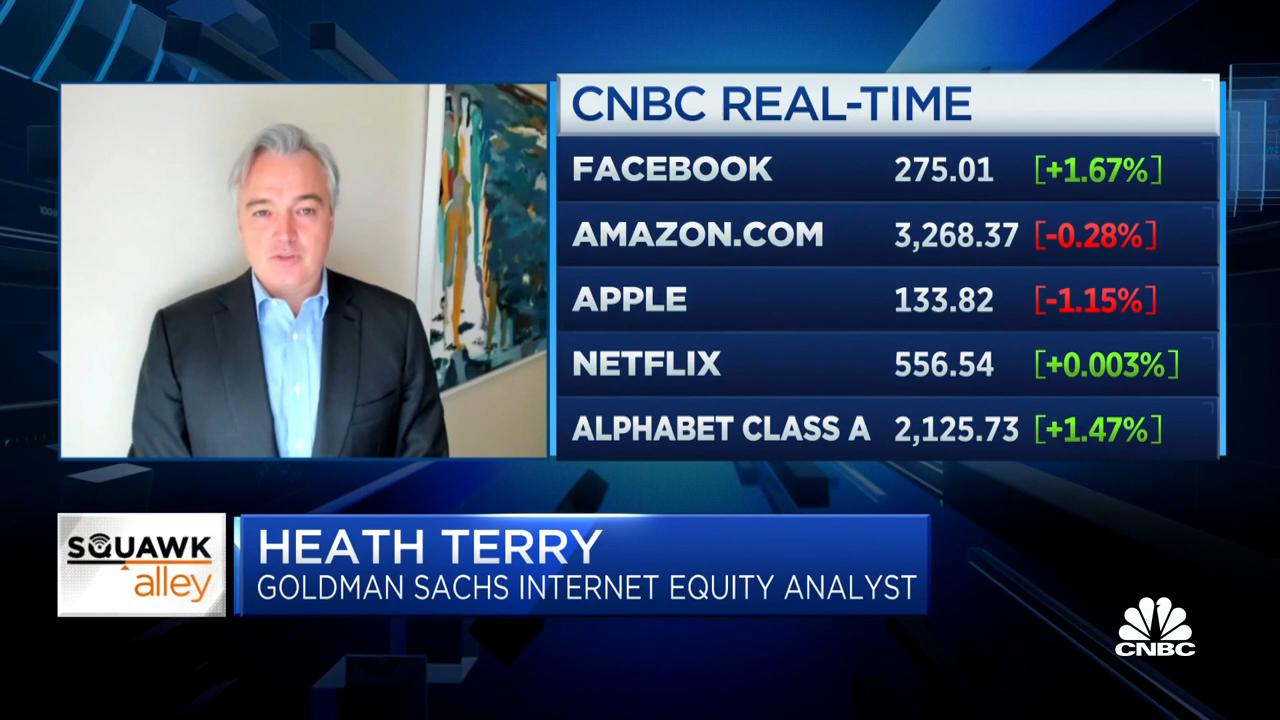 CNBC REAL-TIME
FACEBOOK 275.01 [+1.67%]
AMAZON.COM 3,268.37 [-0.28%]
APPLE 133.82 [-1.15%]
NETFLIX 556.54 [+0.003%]
ALPHABET CLASS A 2,125.73 [+1.47%]
SQUAWK
alley
HEATH TERRY
GOLDMAN SACHS INTERNET EQUITY ANALYST
CNBC